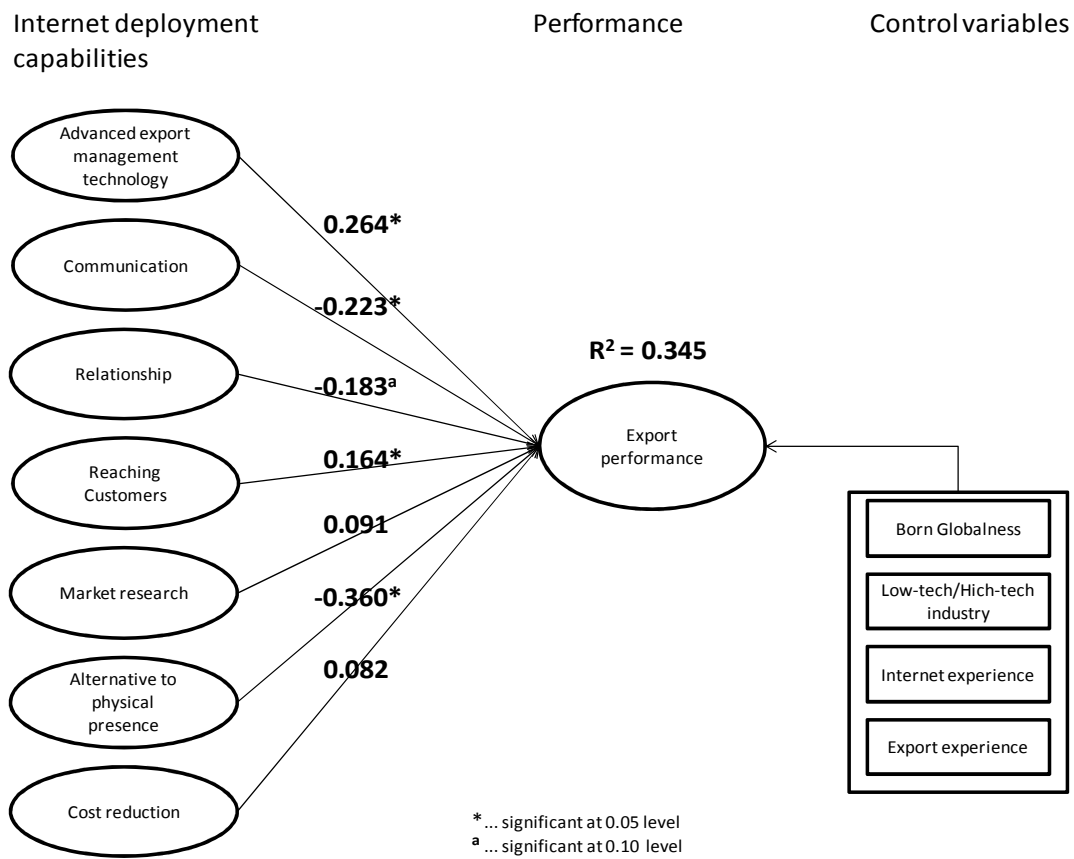 Internet deployment
capabilities
Performance
Control variables
Advanced export
management
technology
0.264*
Communication
-0.223*
R² = 0.345
Relationship
-0.183ᵃ
Export
performance
Reaching
Customers
0.164*
Born Globalness
0.091
Market research
-0.360*
Low-tech/Hich-tech
industry
0.082
Internet experience
Alternative to
physical
presence
Export experience
Cost reduction
* ... significant at 0.05 level
ᵃ ... significant at 0.10 level